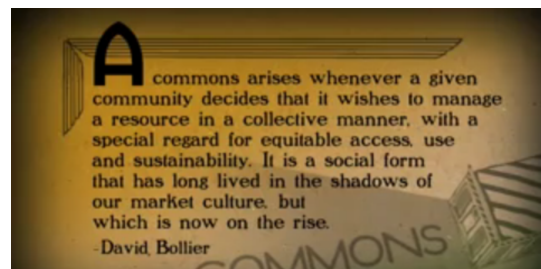 A commons arises whenever a given
community decides that it wishes to manage
a resource in a collective manner, with a
special regard for equitable access, use
and sustainability. It is a social form
that has long lived in the shadows of
our market culture, but
which is now on the rise.
-David Bollier
COMMONS